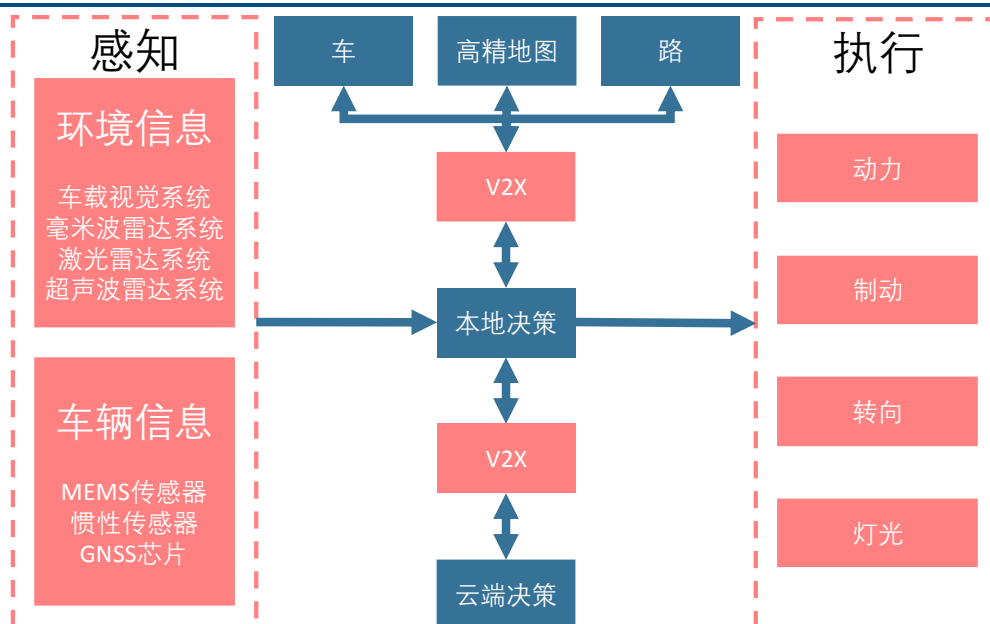 感知
环境信息
车载视觉系统
毫米波雷达系统
激光雷达系统
超声波雷达系统
车辆信息
MEMS传感器
惯性传感器
GNSS芯片
车
高精地图
路
V2X
本地决策
V2X
云端决策
执行
动力
制动
转向
灯光